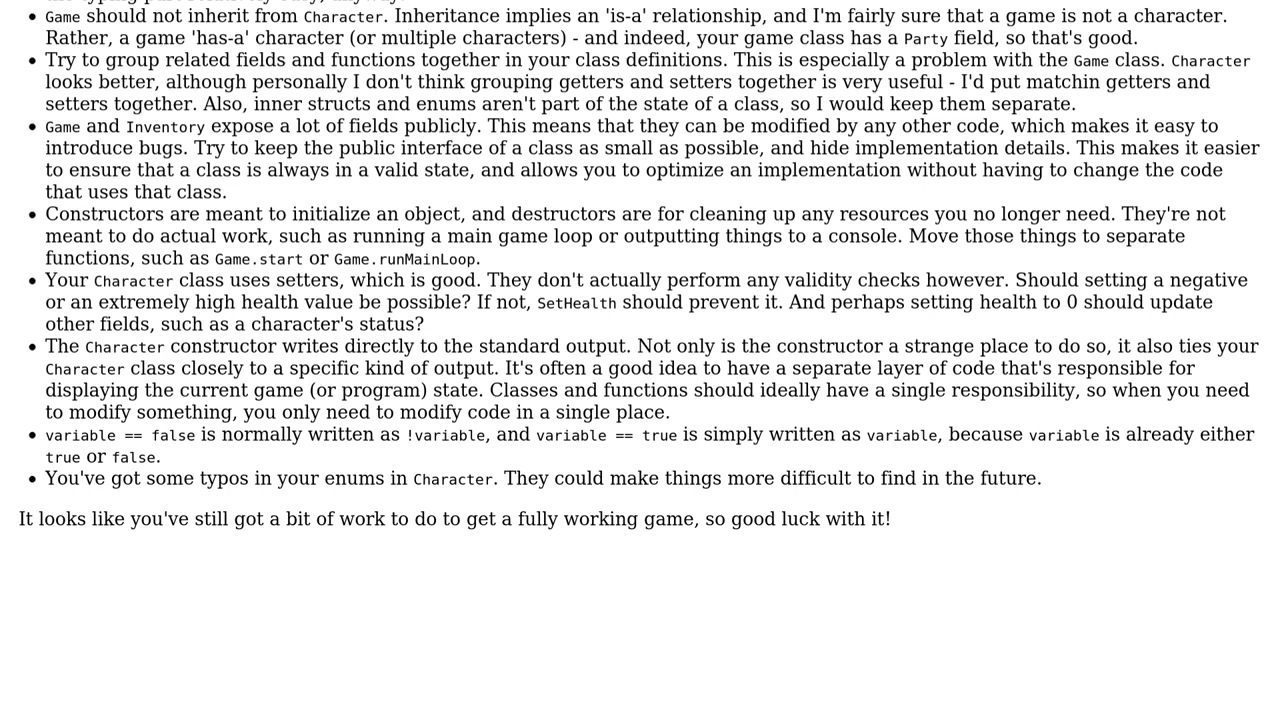 Game should not inherit from Character. Inheritance implies an 'is-a' relationship, and I'm fairly sure that a game is not a character.
Rather, a game 'has-a' character (or multiple characters) - and indeed, your game class has a Party field, so that's good.
Try to group related fields and functions together in your class definitions. This is especially a problem with the Game class. Character
looks better, although personally I don't think grouping getters and setters together is very useful - I'd put matchin getters and
setters together. Also, inner structs and enums aren't part of the state of a class, so I would keep them separate.
Game and Inventory expose a lot of fields publicly. This means that they can be modified by any other code, which makes it easy to
introduce bugs. Try to keep the public interface of a class as small as possible, and hide implementation details. This makes it easier
to ensure that a class is always in a valid state, and allows you to optimize an implementation without having to change the code
that uses that class.
Constructors are meant to initialize an object, and destructors are for cleaning up any resources you no longer need. They're not
meant to do actual work, such as running a main game loop or outputting things to a console. Move those things to separate
functions, such as Game.start or Game.runMainLoop.
Your Character class uses setters, which is good. They don't actually perform any validity checks however. Should setting a negative
or an extremely high health value be possible? If not, SetHealth should prevent it. And perhaps setting health to 0 should update
other fields, such as a character's status?
The Character constructor writes directly to the standard output. Not only is the constructor a strange place to do so, it also ties your
Character class closely to a specific kind of output. It's often a good idea to have a separate layer of code that's responsible for
displaying the current game (or program) state. Classes and functions should ideally have a single responsibility, so when you need
to modify something, you only need to modify code in a single place.
variable == false is normally written as !variable, and variable == true is simply written as variable, because variable is already either
true or false.
You've got some typos in your enums in Character. They could make things more difficult to find in the future.
It looks like you've still got a bit of work to do to get a fully working game, so good luck with it!